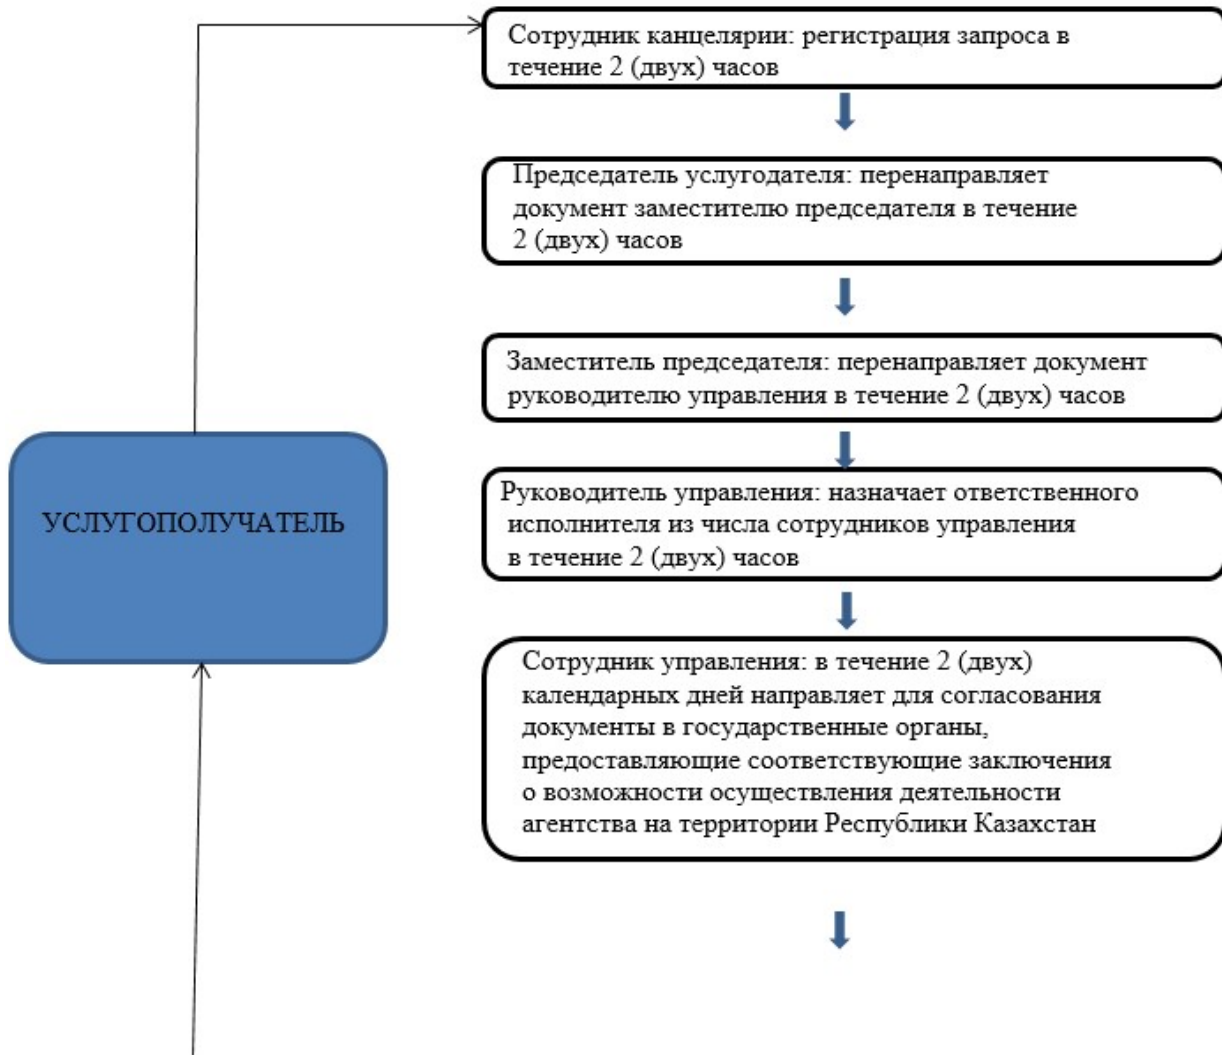 Сотрудник канцелярии: регистрация запроса в
течение 2 (двух) часов
Председатель услугодателя: перенаправляет
документ заместителю председателя в течение
2 (двух) часов
Заместитель председателя: перенаправляет документ
руководителю управления в течение 2 (двух) часов
УСЛУГОПОЛУЧАТЕЛЬ
Руководитель управления: назначает ответственного
исполнителя из числа сотрудников управления
в течение 2 (двух) часов
Сотрудник управления: в течение 2 (двух)
календарных дней направляет для согласования
документы в государственные органы,
предоставляющие соответствующие заключения
о возможности осуществления деятельности
агентства на территории Республики Казахстан